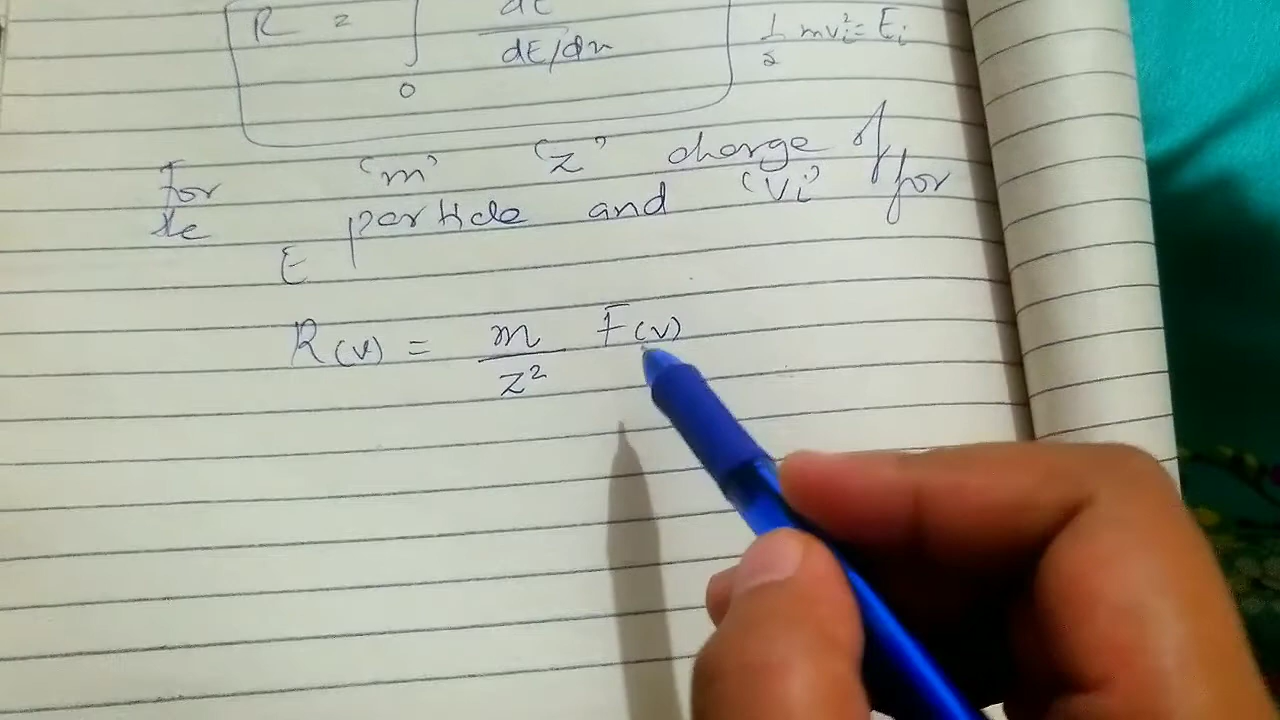 R = ∫ dE
dE/dx 1/2 mvi² = Ei
0
for 'm' 'z' charge of
the particle and 'Vi' for
E
R(v) = m/z² F(v)